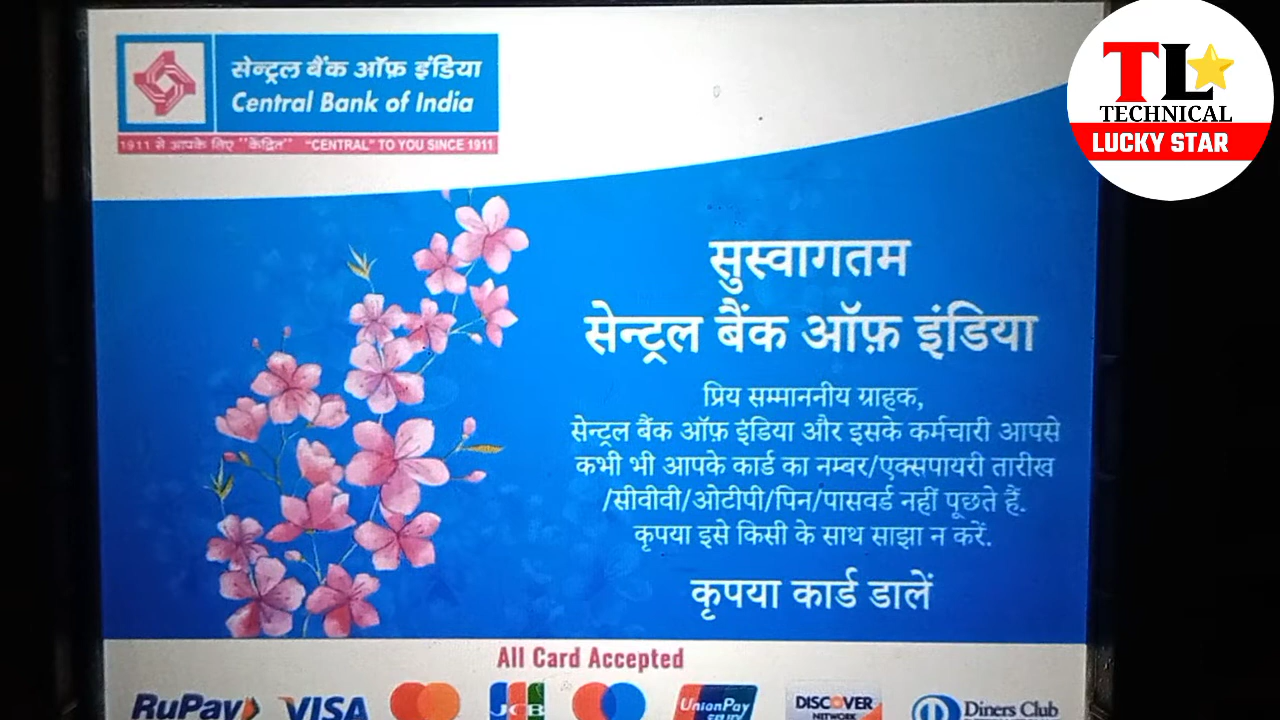 सेन्ट्रल बैंक ऑफ़ इंडिया
Central Bank of India
1911 से आपके लिए "केंद्रित" "CENTRAL" TO YOU SINCE 1911
TL
TECHNICAL
LUCKY STAR
सुस्वागतम
सेन्ट्रल बैंक ऑफ़ इंडिया
प्रिय सम्माननीय ग्राहक,
सेन्ट्रल बैंक ऑफ़ इंडिया और इसके कर्मचारी आपसे
कभी भी आपके कार्ड का नम्बर/एक्सपायरी तारीख
/सीवीवी/ओटीपी/पिन/पासवर्ड नहीं पूछते हैं.
कृपया इसे किसी के साथ साझा न करें.
कृपया कार्ड डालें
All Card Accepted
RuPay VISA JCB UnionPay DISCOVER Diners Club
NETWORK